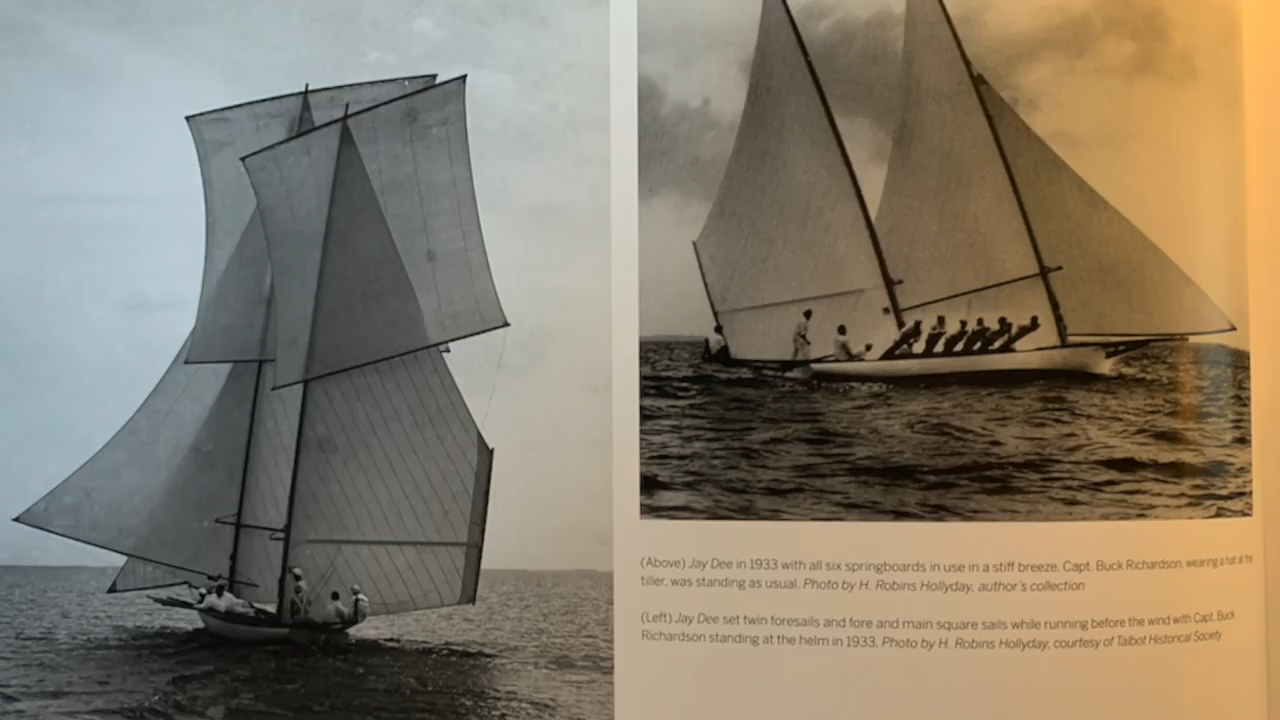 (Above) Jay Dee in 1933 with all six springboards in use in a stiff breeze. Capt. Buck Richardson, wearing a hat at the
tiller, was standing as usual. Photo by H. Robins Hollyday, author's collection
(Left) Jay Dee set twin foresails and fore and main square sails while running before the wind with Capt. Buck
Richardson standing at the helm in 1933. Photo by H. Robins Hollyday, courtesy of Talbot Historical Society